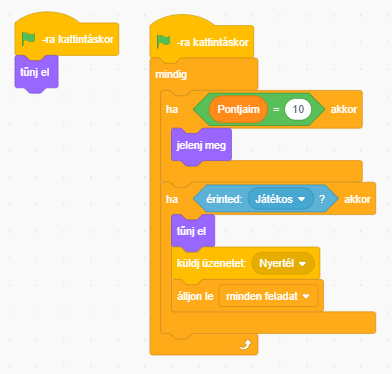 -ra kattintáskor
tűnj el
-ra kattintáskor
mindig
ha Pontjaim = 10 akkor
jelenj meg
ha érinted: Játékos ? akkor
tűnj el
küldj üzenetet: Nyertél
álljon le minden feladat